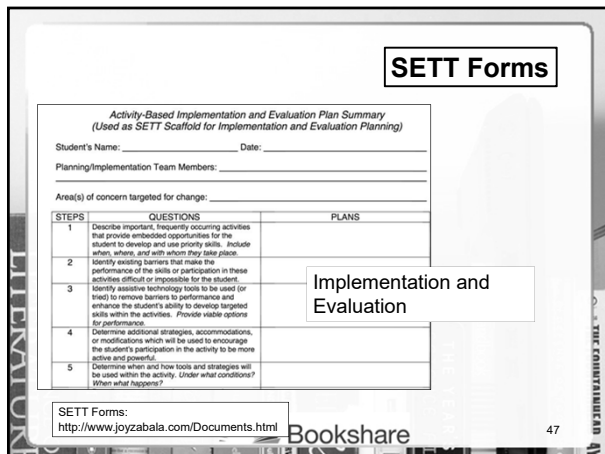 SETT Forms
Activity-Based Implementation and Evaluation Plan Summary
(Used as SETT Scaffold for Implementation and Evaluation Planning)
Student's Name: ____________________ Date: ____________________
Planning/Implementation Team Members: ____________________
Area(s) of concern targeted for change: ____________________
STEPS QUESTIONS PLANS
1 Describe important, frequently occurring activities
that provide embedded opportunities for the
student to develop and use priority skills. Include
when, where, and with whom they take place.
2 Identify existing barriers that make the
performance of the skills or participation in these
activities difficult or impossible for the student.
3 Identify assistive technology tools to be used (or
tried) to remove barriers to performance and
enhance the student's ability to develop targeted
skills within the activities. Provide viable options
for performance.
4 Determine additional strategies, accommodations,
or modifications which will be used to encourage
the student's participation in the activity to be more
active and powerful.
5 Determine when and how tools and strategies will
be used within the activity. Under what conditions?
When what happens?
Implementation and
Evaluation
SETT Forms:
http://www.joyzabala.com/Documents.html
Bookshare
47
THE FOUNTAINHEAD